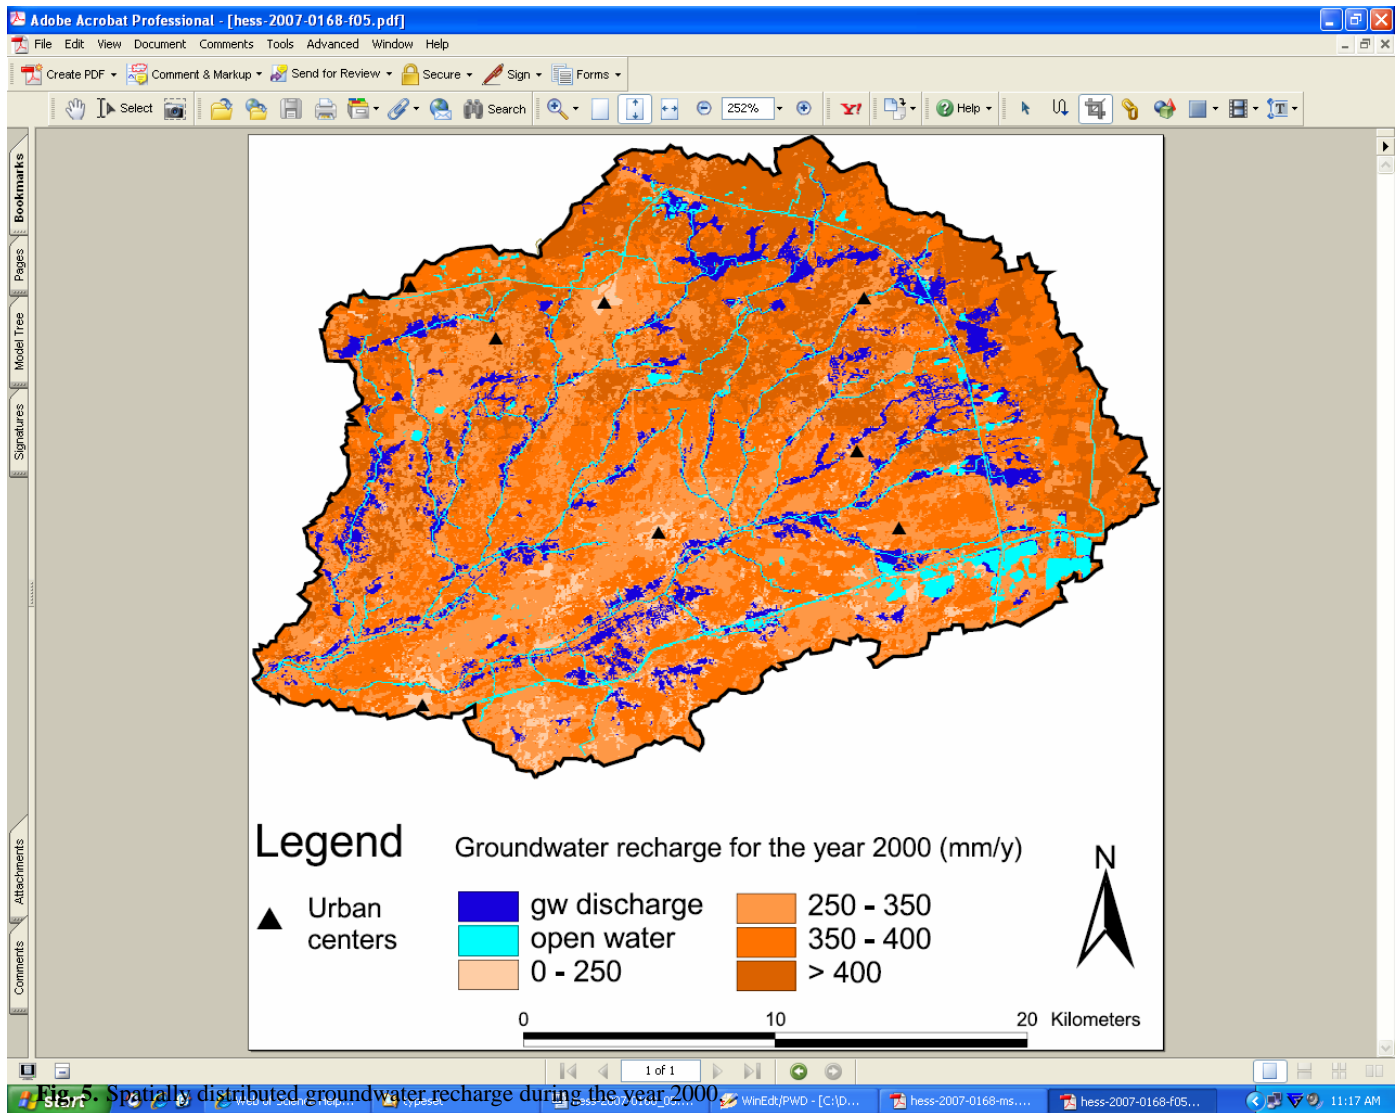 Adobe Acrobat Professional - [hess-2007-0168-f05.pdf]
File Edit View Document Comments Tools Advanced Window Help
Create PDF Comment & Markup Send for Review Secure Sign Forms
Select Search 252% Y! Help
Bookmarks
Pages
Model Tree
Signatures
Attachments
Comments
Legend
Groundwater recharge for the year 2000 (mm/y)
N
Urban centers
gw discharge
open water
0 - 250
250 - 350
350 - 400
> 400
0 10 20 Kilometers
1 of 1
Fig. 5. Spatially distributed groundwater recharge during the year 2000.
start
typeset
WinEdt/PWD - [C:\D...
hess-2007-0168-ms....
hess-2007-0168-f05...
11:17 AM